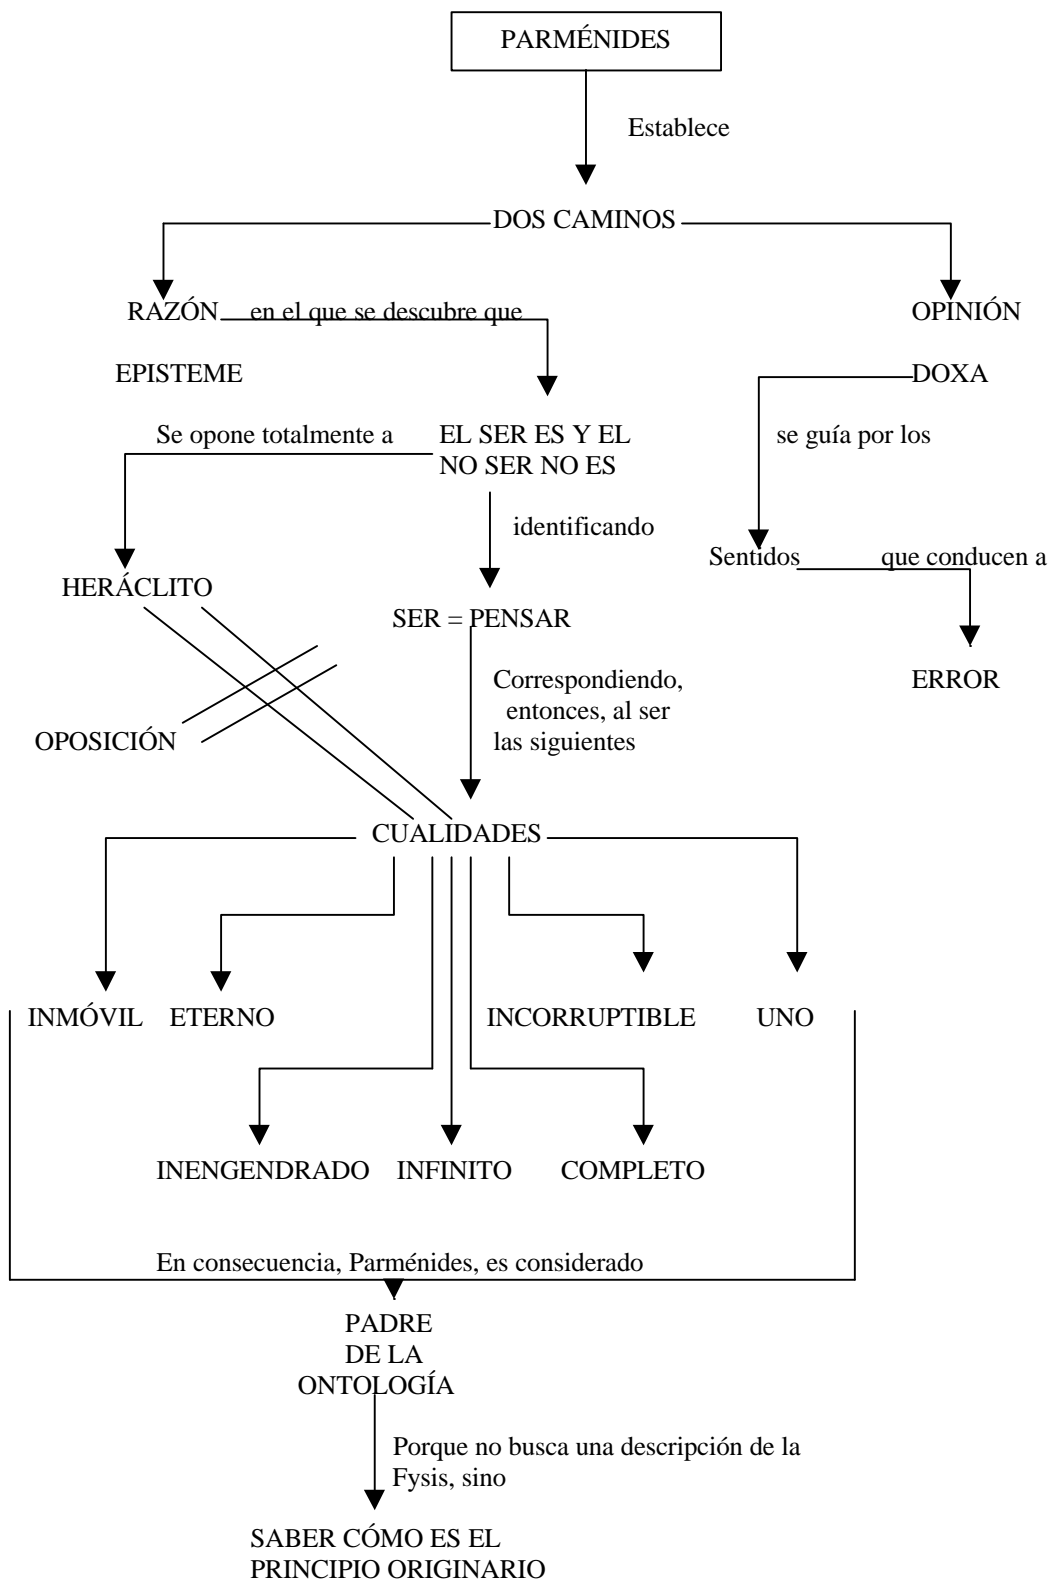 PARMÉNIDES
Establece
DOS CAMINOS
RAZÓN en el que se descubre que
OPINIÓN
EPISTEME
DOXA
Se opone totalmente a
EL SER ES Y EL
NO SER NO ES
se guía por los
identificando
Sentidos que conducen a
HERÁCLITO
SER = PENSAR
Correspondiendo,
entonces, al ser
las siguientes
ERROR
OPOSICIÓN
CUALIDADES
INMÓVIL ETERNO INCORRUPTIBLE UNO
INENGENDRADO INFINITO COMPLETO
En consecuencia, Parménides, es considerado
PADRE
DE LA
ONTOLOGÍA
Porque no busca una descripción de la
Fysis, sino
SABER CÓMO ES EL
PRINCIPIO ORIGINARIO